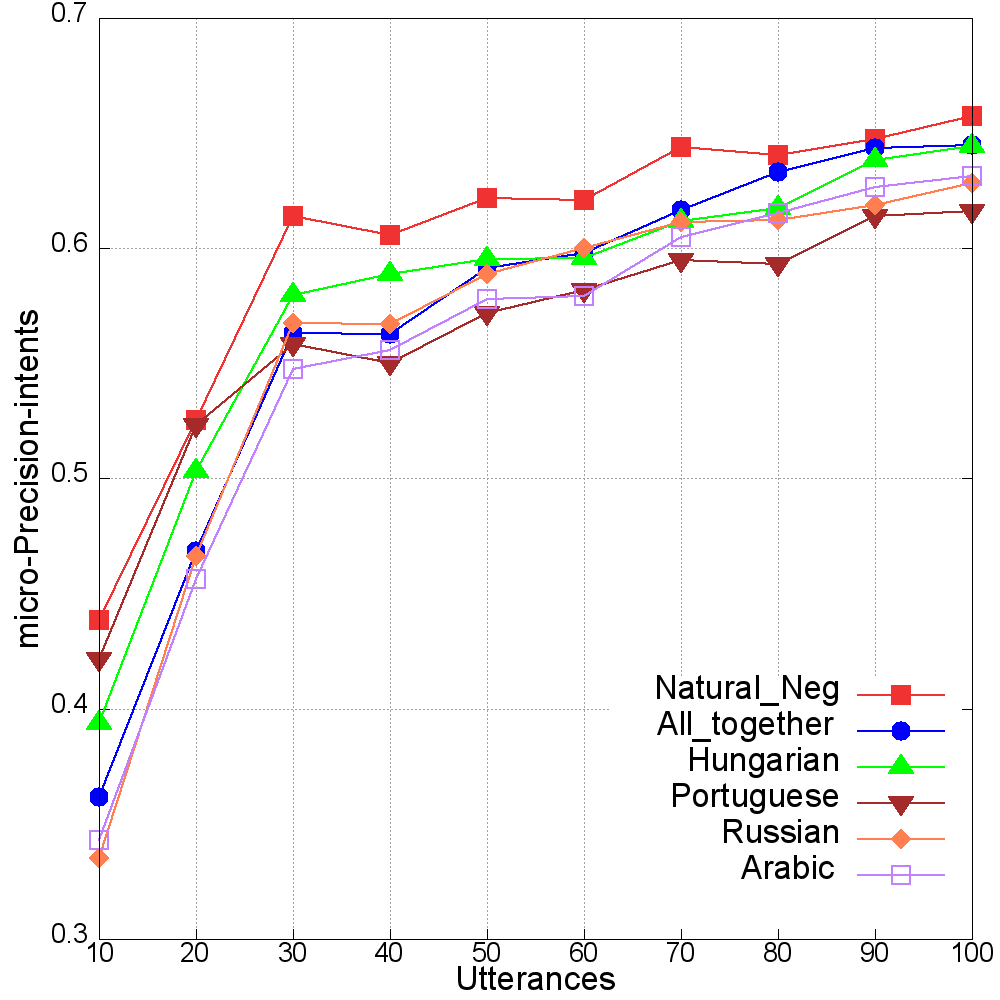 0.7
0.6
0.5
0.4
0.3
micro-Precision-intents
Natural_Neg
All_together
Hungarian
Portuguese
Russian
Arabic
10 20 30 40 50 60 70 80 90 100
Utterances